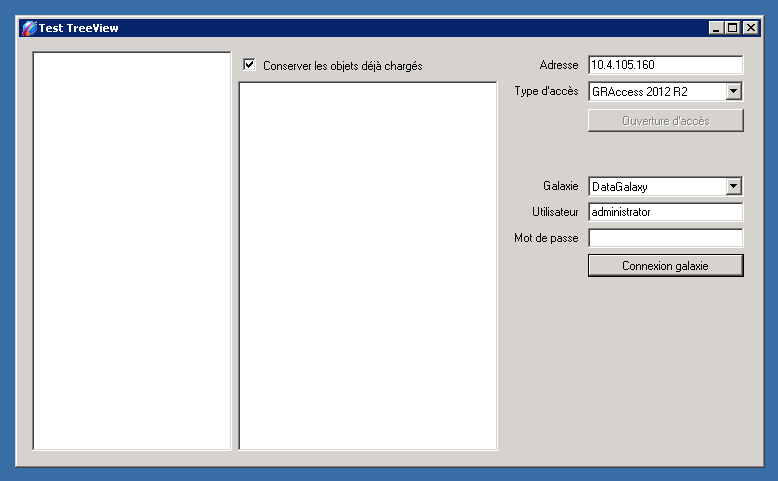 Test TreeView
Conserver les objets déjà chargés
Adresse 10.4.105.160
Type d'accès GRAccess 2012 R2
Ouverture d'accès
Galaxie DataGalaxy
Utilisateur administrator
Mot de passe
Connexion galaxie